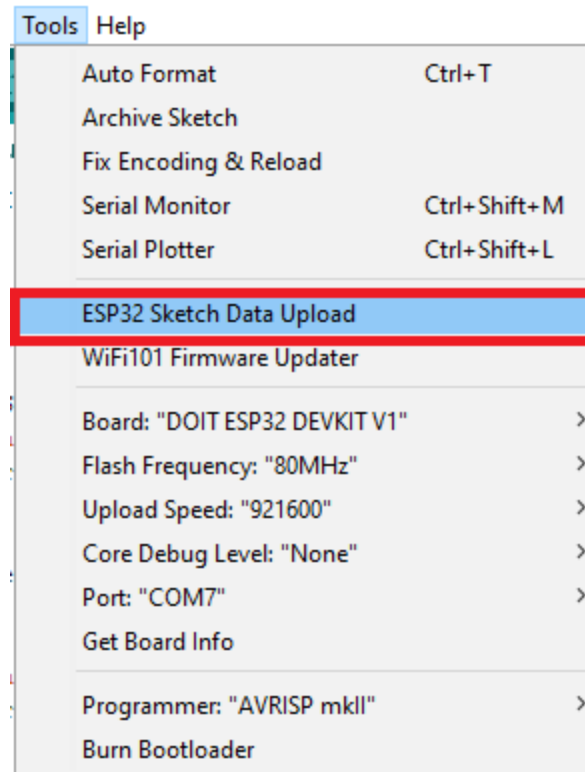 Tools Help
Auto Format Ctrl+T
Archive Sketch
Fix Encoding & Reload
Serial Monitor Ctrl+Shift+M
Serial Plotter Ctrl+Shift+L
ESP32 Sketch Data Upload
WiFi101 Firmware Updater
Board: "DOIT ESP32 DEVKIT V1"
Flash Frequency: "80MHz"
Upload Speed: "921600"
Core Debug Level: "None"
Port: "COM7"
Get Board Info
Programmer: "AVRISP mkII"
Burn Bootloader